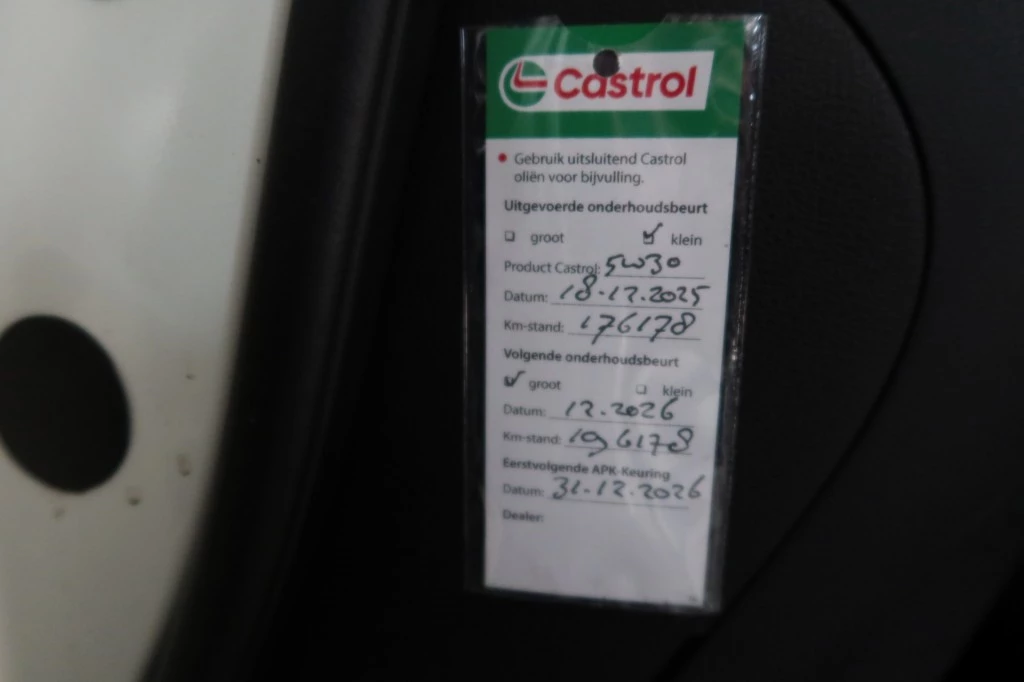 Castrol
Gebruik uitsluitend Castrol
oliën voor bijvulling.
Uitgevoerde onderhoudsbeurt
groot klein
Product Castrol: 5W30
Datum: 18-12.2025
Km-stand: 176178
Volgende onderhoudsbeurt
groot klein
Datum: 12.2026
Km-stand: 196178
Eerstvolgende APK-Keuring
Datum: 31-12.2026
Dealer: